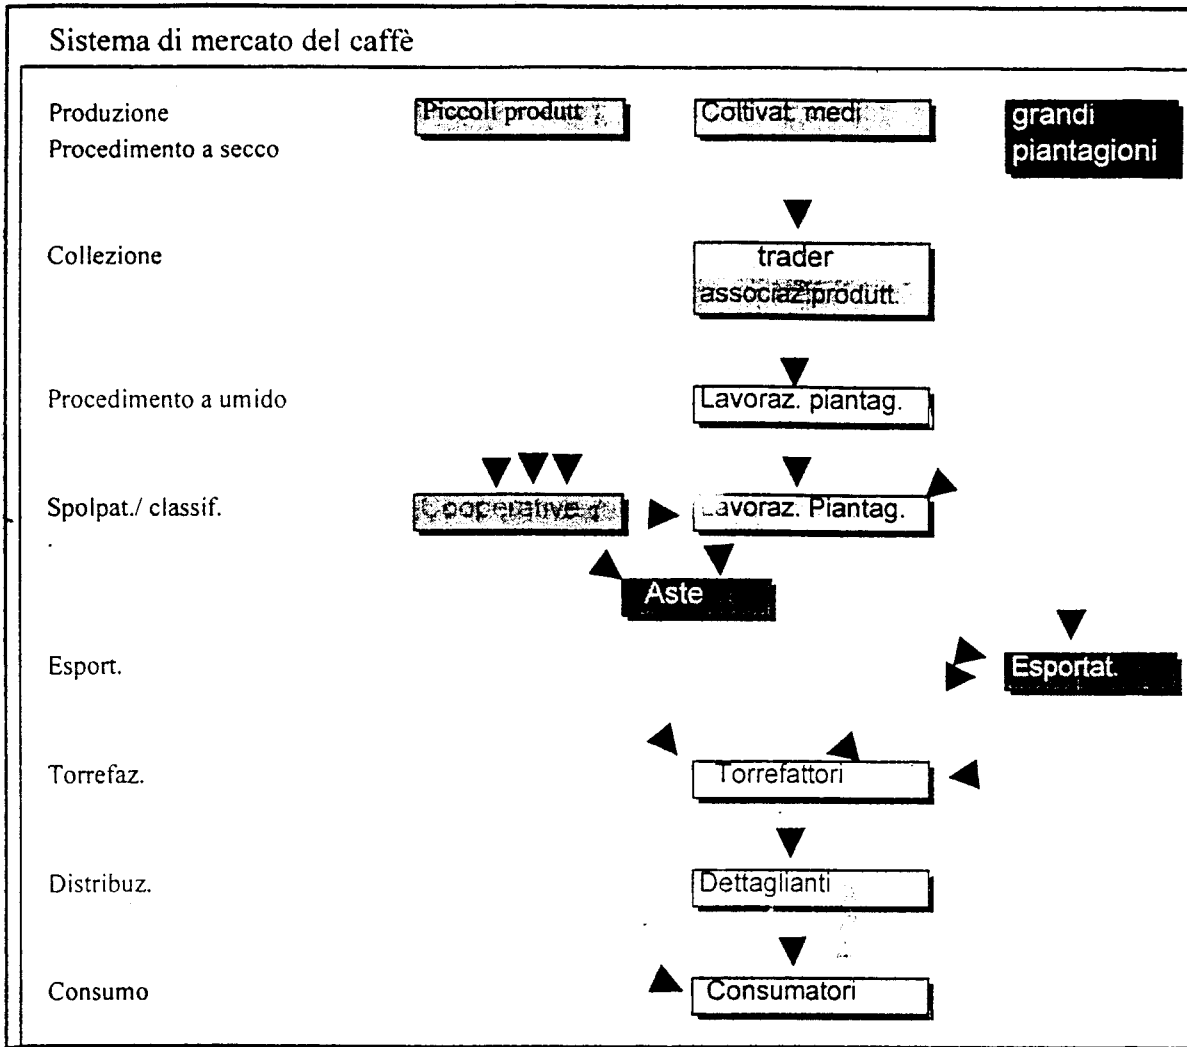 Sistema di mercato del caffè
Produzione
Procedimento a secco
Piccoli produtt
Coltivat. medi
grandi
piantagioni
Collezione
trader
associaz.produtt.
Procedimento a umido
Lavoraz. piantag.
Spolpat./ classif.
Cooperative
Lavoraz. Piantag.
Aste
Esport.
Esportat.
Torrefaz.
Torrefattori
Distribuz.
Dettaglianti
Consumo
Consumatori